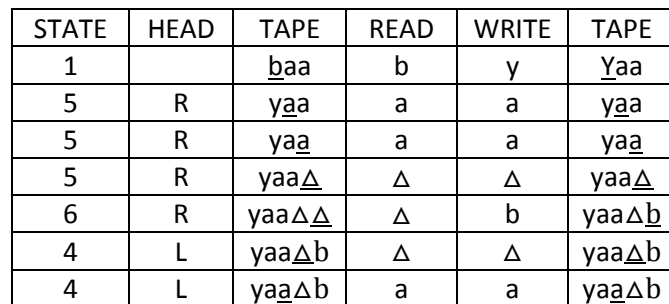 STATE HEAD TAPE READ WRITE TAPE
1 baa b y Yaa
5 R yaa a a yaa
5 R yaa a a yaa
5 R yaa△ △ △ yaa△
6 R yaa△△ △ b yaa△b
4 L yaa△b △ △ yaa△b
4 L yaa△b a a yaa△b